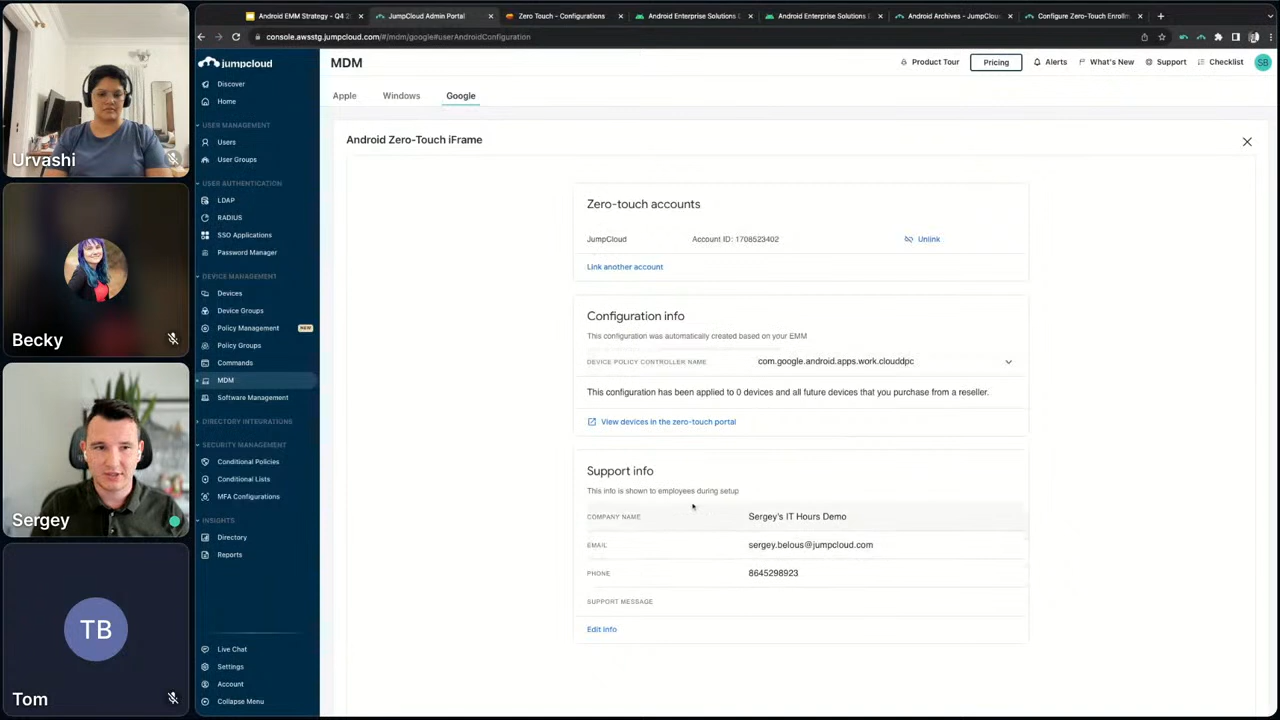 Urvashi
Becky
Sergey
TB
Tom
Android EMM Strategy - Q4 2
JumpCloud Admin Portal
Zero Touch - Configurations
Android Enterprise Solutions D
Android Enterprise Solutions D
Android Archives - JumpClou
Configure Zero-Touch Enrollm
console.awsstg.jumpcloud.com/#/mdm/google#userAndroidConfiguration
jumpcloud
Discover
Home
USER MANAGEMENT
Users
User Groups
USER AUTHENTICATION
LDAP
RADIUS
SSO Applications
Password Manager
DEVICE MANAGEMENT
Devices
Device Groups
Policy Management NEW
Policy Groups
Commands
MDM
Software Management
DIRECTORY INTEGRATIONS
SECURITY MANAGEMENT
Conditional Policies
Conditional Lists
MFA Configurations
INSIGHTS
Directory
Reports
Live Chat
Settings
Account
Collapse Menu
MDM
Product Tour Pricing Alerts What's New Support Checklist SB
Apple Windows Google
Android Zero-Touch iFrame
Zero-touch accounts
JumpCloud Account ID: 1708523402 Unlink
Link another account
Configuration info
This configuration was automatically created based on your EMM
DEVICE POLICY CONTROLLER NAME com.google.android.apps.work.clouddpc
This configuration has been applied to 0 devices and all future devices that you purchase from a reseller.
View devices in the zero-touch portal
Support info
This info is shown to employees during setup
COMPANY NAME Sergey's IT Hours Demo
EMAIL sergey.belous@jumpcloud.com
PHONE 8645298923
SUPPORT MESSAGE
Edit info